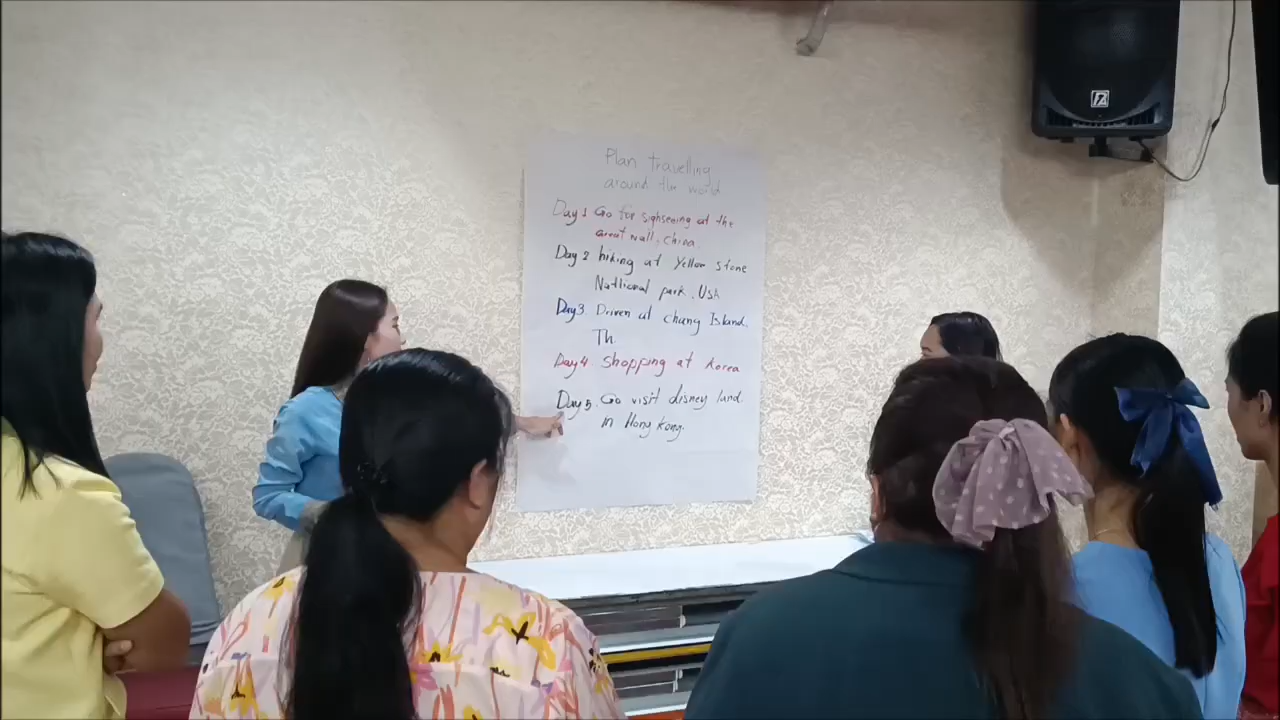 Plan travelling
around the world
Day 1 Go for sighseeing at the
Great wall, China.
Day 2 hiking at Yellow stone
Natlional park, USA
Day 3. Driven at chang Island.
Th.
Day 4. Shopping at Korea
Day 5. Go visit disney land.
in Hong kong.